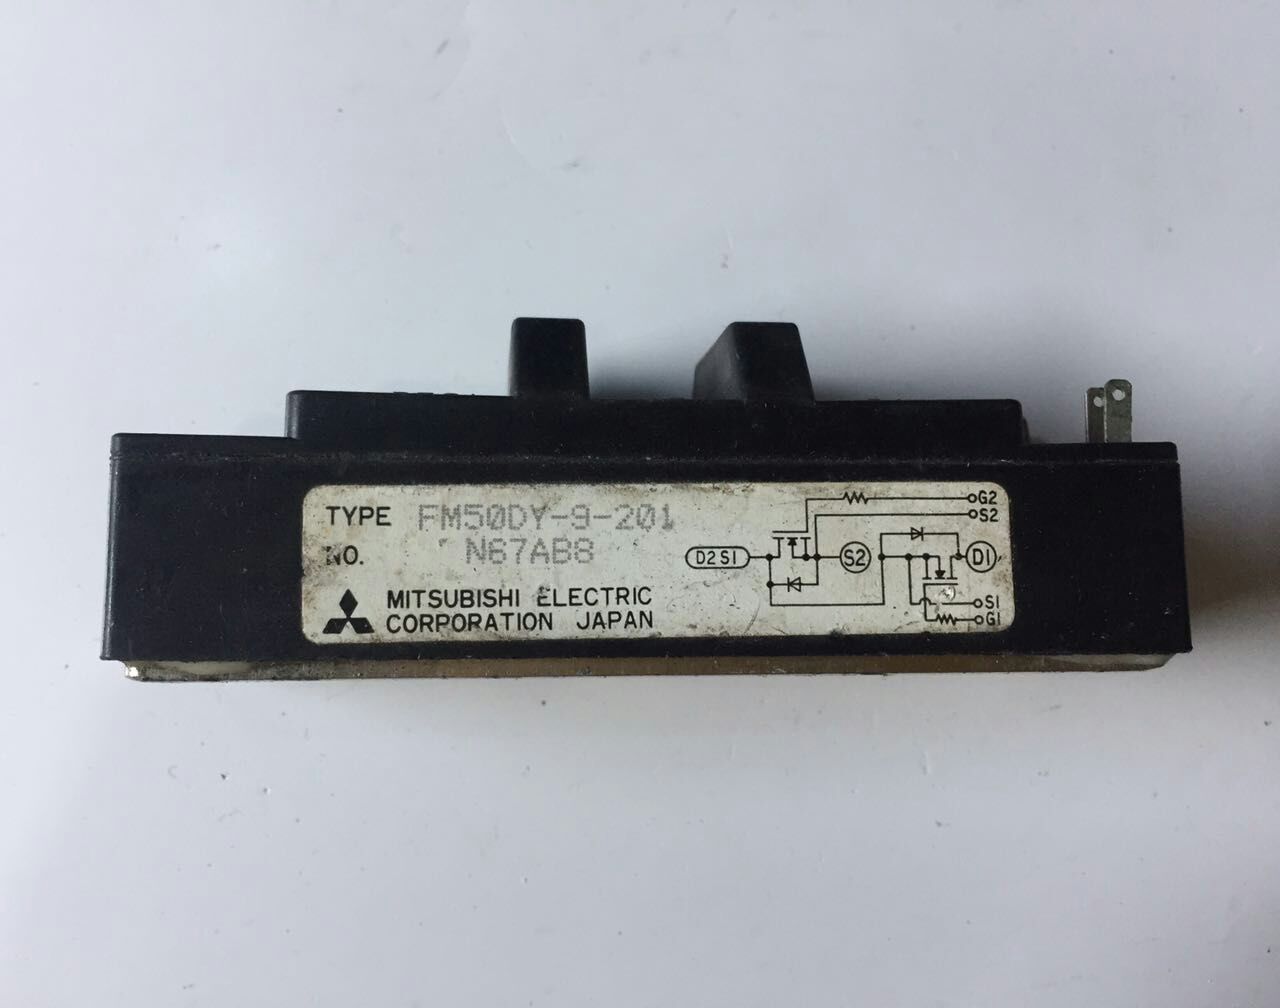 TYPE FM50DY-9-201
NO. N67AB8
MITSUBISHI ELECTRIC
CORPORATION JAPAN
G2
S2
D2 S1
S2
D1
S1
G1